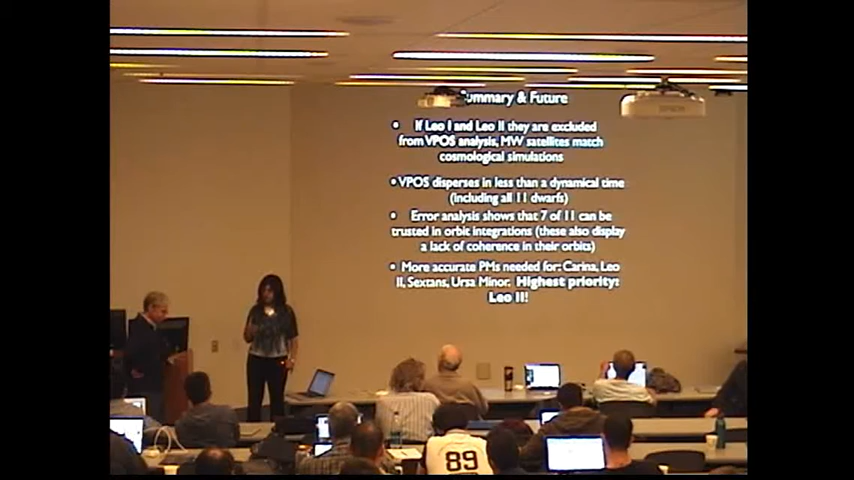 Summary & Future
• If Leo I and Leo II they are excluded
from VPOS analysis, MW satellites match
cosmological simulations
• VPOS disperses in less than a dynamical time
(including all 11 dwarfs)
• Error analysis shows that 7 of 11 can be
trusted in orbit integrations (these also display
a lack of coherence in their orbits)
• More accurate PMs needed for: Carina, Leo
II, Sextans, Ursa Minor. Highest priority:
Leo II!
89